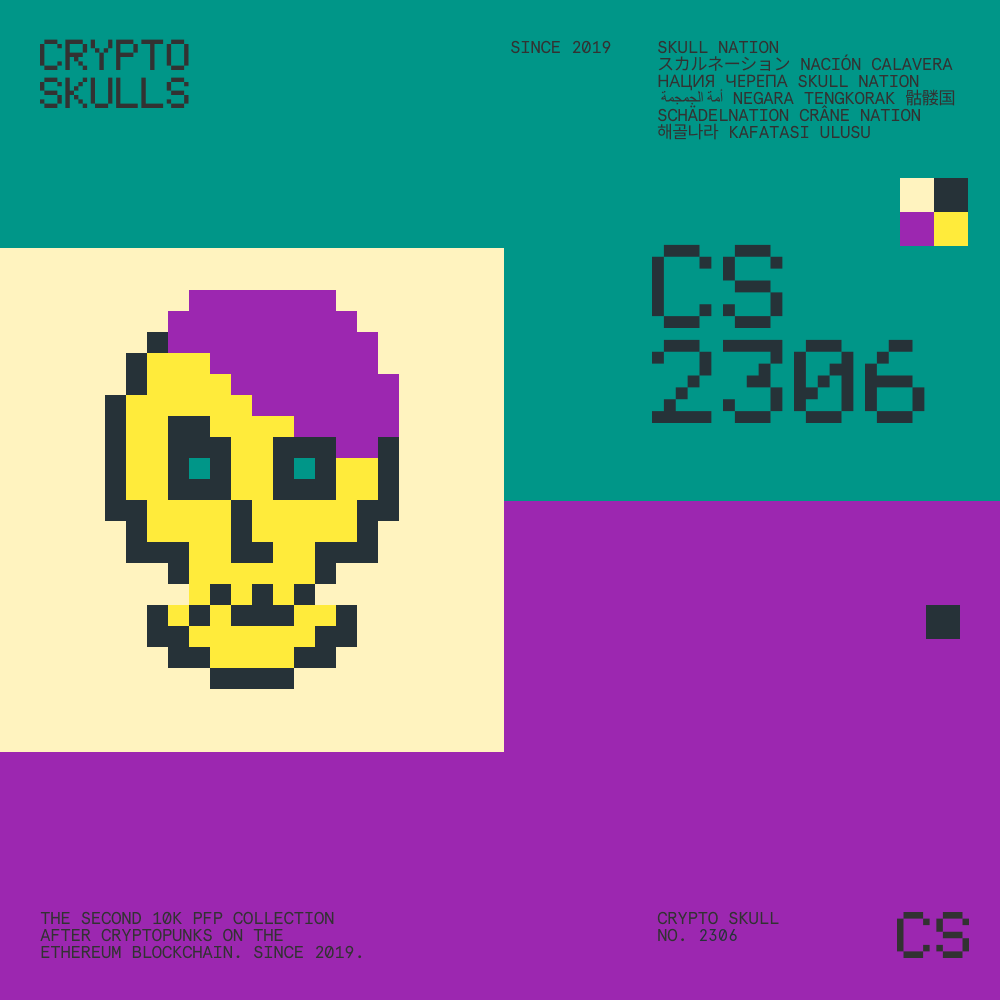 CRYPTO
SKULLS
SINCE 2019
SKULL NATION
スカルネーション NACIÓN CALAVERA
НАЦИЯ ЧЕРЕПА SKULL NATION
أمة الجمجمة NEGARA TENGKORAK 骷髅国
SCHÄDELNATION CRÂNE NATION
해골나라 KAFATASI ULUSU
CS
2306
THE SECOND 10K PFP COLLECTION
AFTER CRYPTOPUNKS ON THE
ETHEREUM BLOCKCHAIN. SINCE 2019.
CRYPTO SKULL
NO. 2306
CS